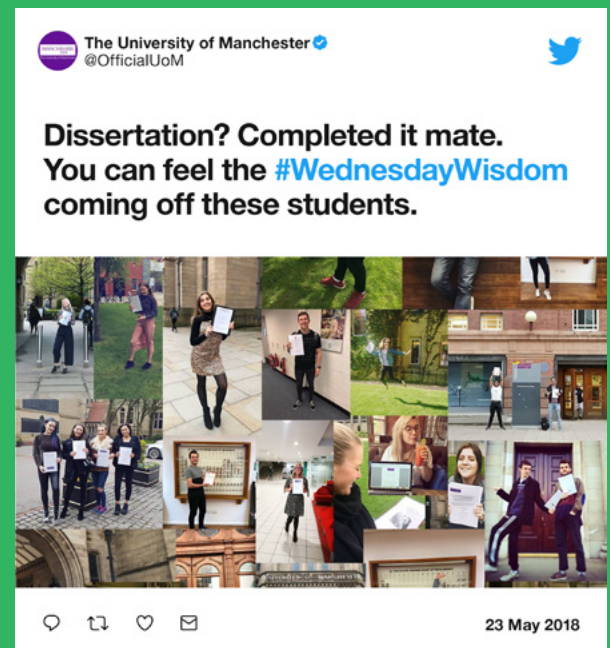 The University of Manchester
@OfficialUoM
Dissertation? Completed it mate.
You can feel the #WednesdayWisdom
coming off these students.
23 May 2018